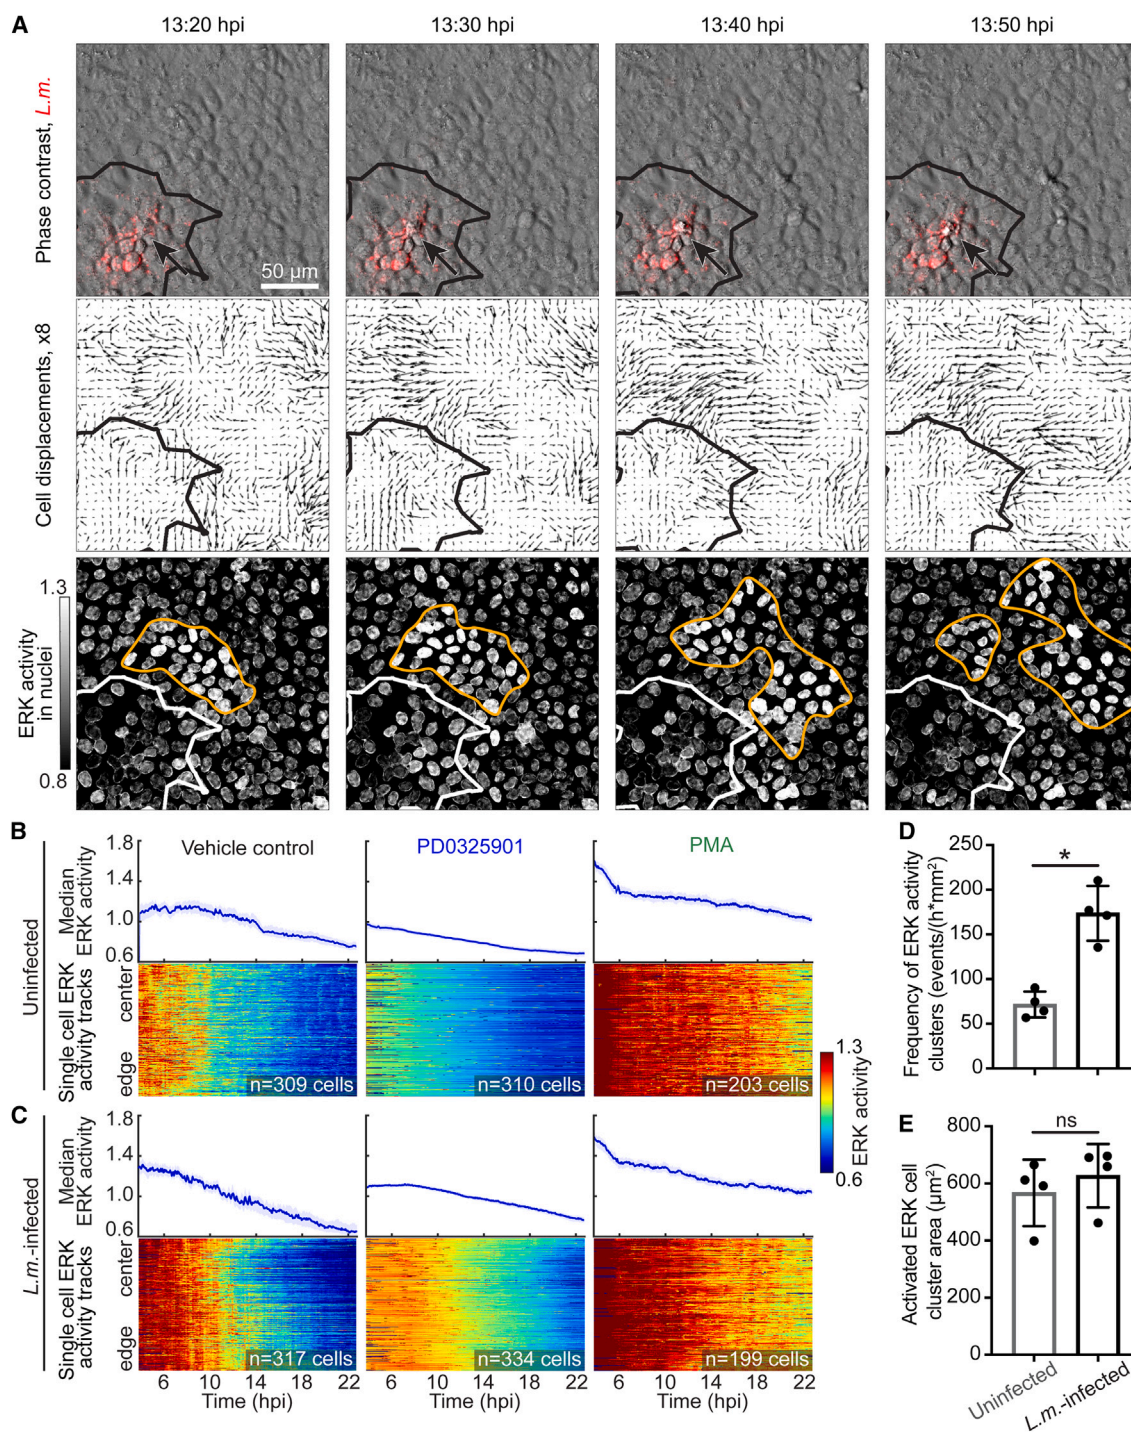 A
13:20 hpi 13:30 hpi 13:40 hpi 13:50 hpi
Phase contrast, L.m.
50 µm
Cell displacements, x8
ERK activity
in nuclei
1.3
0.8
B
Uninfected
Median
ERK activity
1.8
1.4
1.0
0.6
Vehicle control PD0325901 PMA
Single cell ERK
activity tracks
edge center
n=309 cells n=310 cells n=203 cells
C
L.m.-infected
Median
ERK activity
1.8
1.4
1.0
0.6
Single cell ERK
activity tracks
edge center
n=317 cells n=334 cells n=199 cells
6 10 14 18 22 6 10 14 18 22 6 10 14 18 22
Time (hpi) Time (hpi) Time (hpi)
1.3
ERK activity
0.6
D
Frequency of ERK activity
clusters (events/(h*mm²)
250
200
150
100
50
0
*
E
Activated ERK cell
cluster area (µm²)
800
600
400
600
0
ns
Uninfected
L.m.-infected